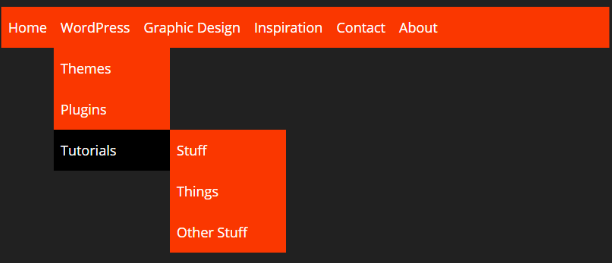 Home WordPress Graphic Design Inspiration Contact About
Themes
Plugins
Tutorials Stuff
Things
Other Stuff